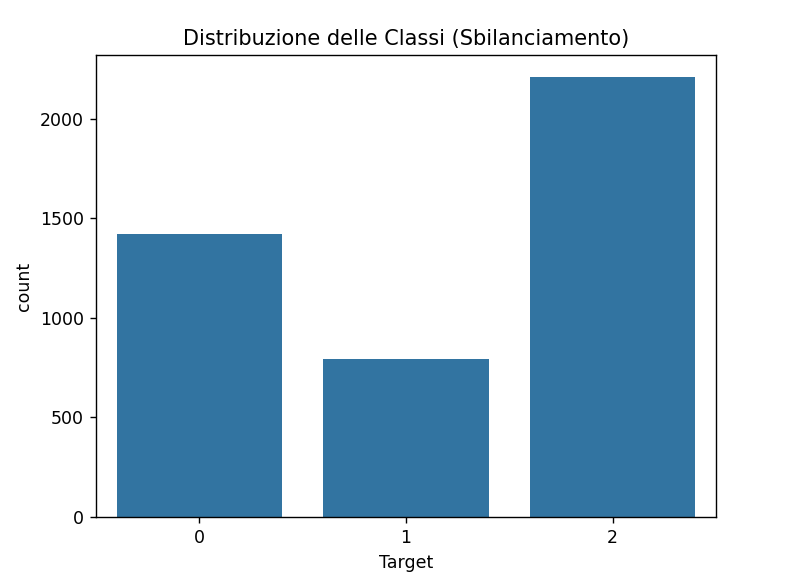 Distribuzione delle Classi (Sbilanciamento)
2000
1500
1000
500
0
count
0 1 2
Target